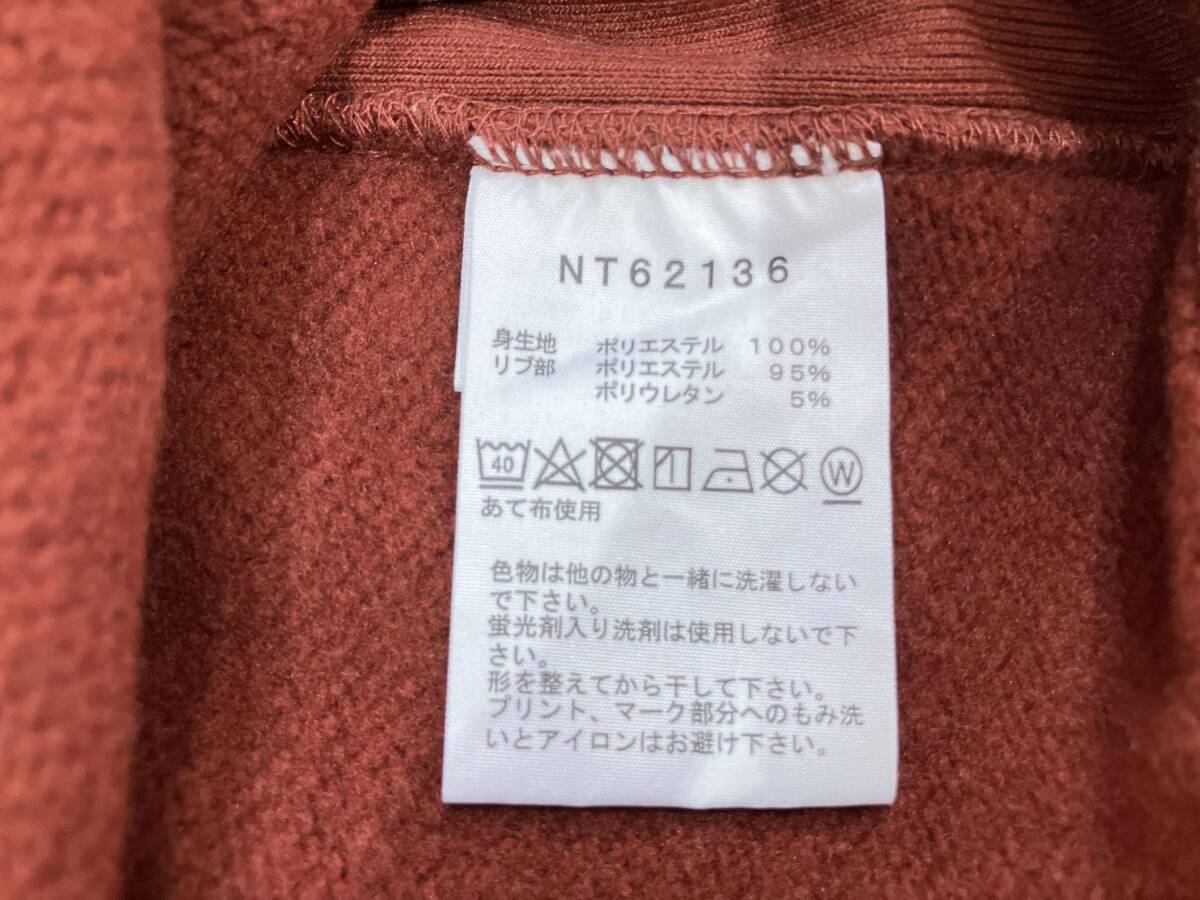 NT62136
身生地 ポリエステル 100%
リブ部 ポリエステル 95%
ポリウレタン 5%
40 W
あて布使用
色物は他の物と一緒に洗濯しない
で下さい。
蛍光剤入り洗剤は使用しないで下
さい。
形を整えてから干して下さい。
プリント、マーク部分へのもみ洗
いとアイロンはお避け下さい。